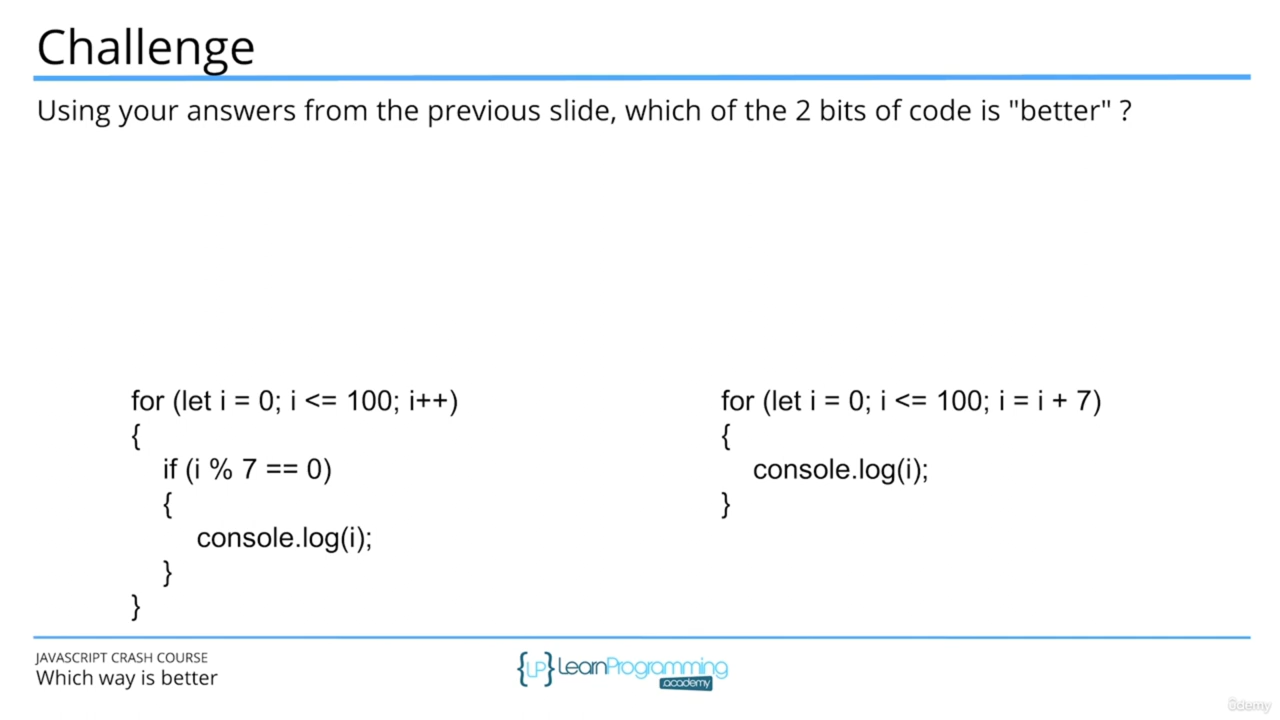 Challenge
Using your answers from the previous slide, which of the 2 bits of code is "better" ?
for (let i = 0; i <= 100; i++)
{
if (i % 7 == 0)
{
console.log(i);
}
}
for (let i = 0; i <= 100; i = i + 7)
{
console.log(i);
}
JAVASCRIPT CRASH COURSE
Which way is better
{LP} LearnProgramming
academy
ûdemy